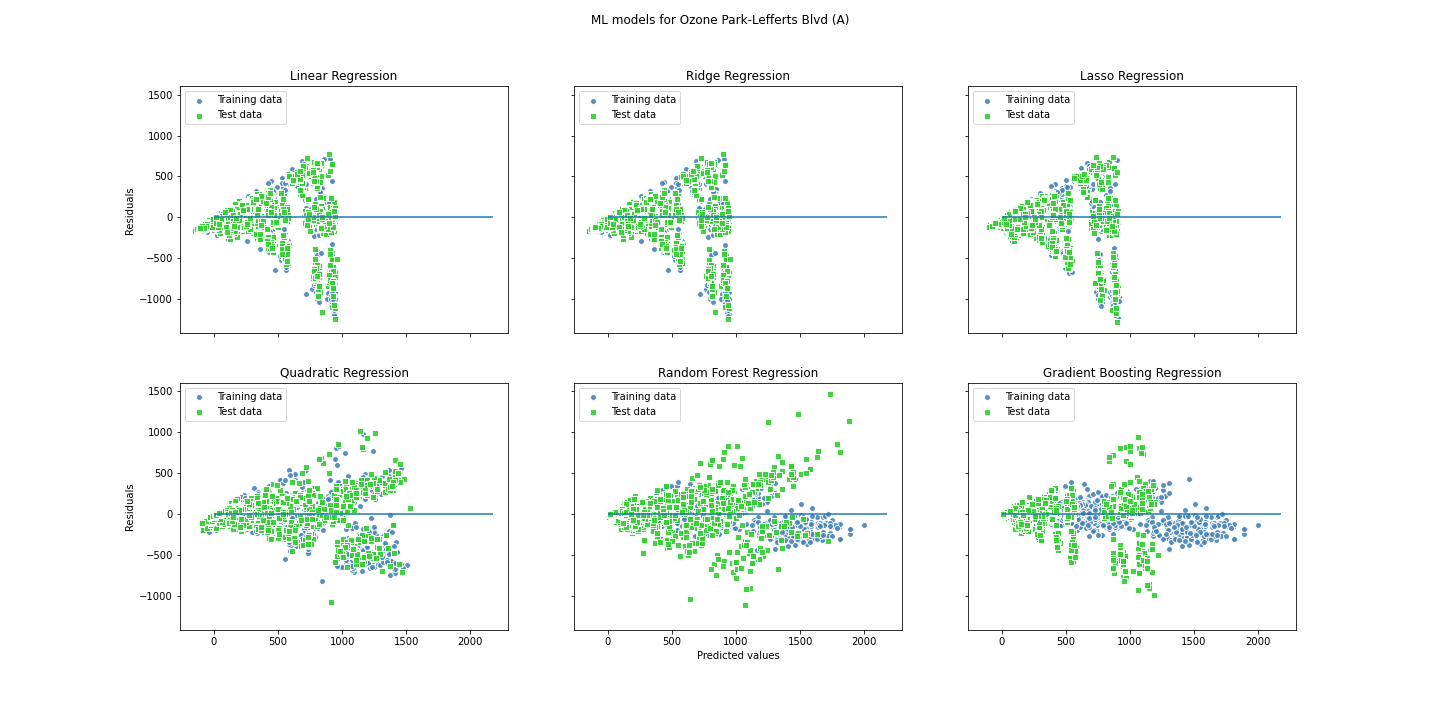 ML models for Ozone Park-Lefferts Blvd (A)
Linear Regression
Ridge Regression
Lasso Regression
Training data
Test data
Training data
Test data
Training data
Test data
1500
1000
500
0
−500
−1000
Residuals
Quadratic Regression
Random Forest Regression
Gradient Boosting Regression
Training data
Test data
Training data
Test data
Training data
Test data
1500
1000
500
0
−500
−1000
Residuals
0 500 1000 1500 2000
0 500 1000 1500 2000
0 500 1000 1500 2000
Predicted values